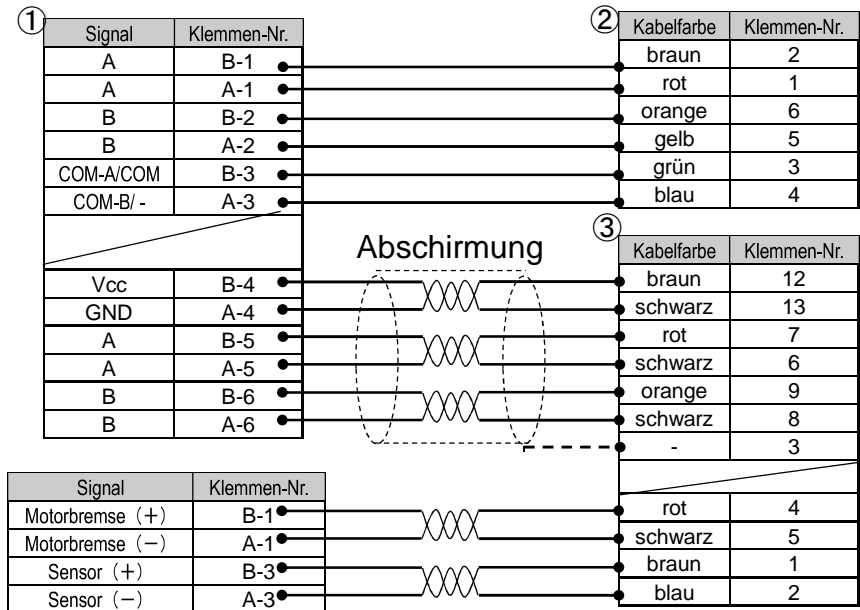 ①
Signal Klemmen-Nr.
A B-1
A A-1
B B-2
B A-2
COM-A/COM B-3
COM-B/ - A-3
Vcc B-4
GND A-4
A B-5
A A-5
B B-6
B A-6
Signal Klemmen-Nr.
Motorbremse (+) B-1
Motorbremse (−) A-1
Sensor (+) B-3
Sensor (−) A-3
Abschirmung
②
Kabelfarbe Klemmen-Nr.
braun 2
rot 1
orange 6
gelb 5
grün 3
blau 4
③
Kabelfarbe Klemmen-Nr.
braun 12
schwarz 13
rot 7
schwarz 6
orange 9
schwarz 8
- 3
rot 4
schwarz 5
braun 1
blau 2